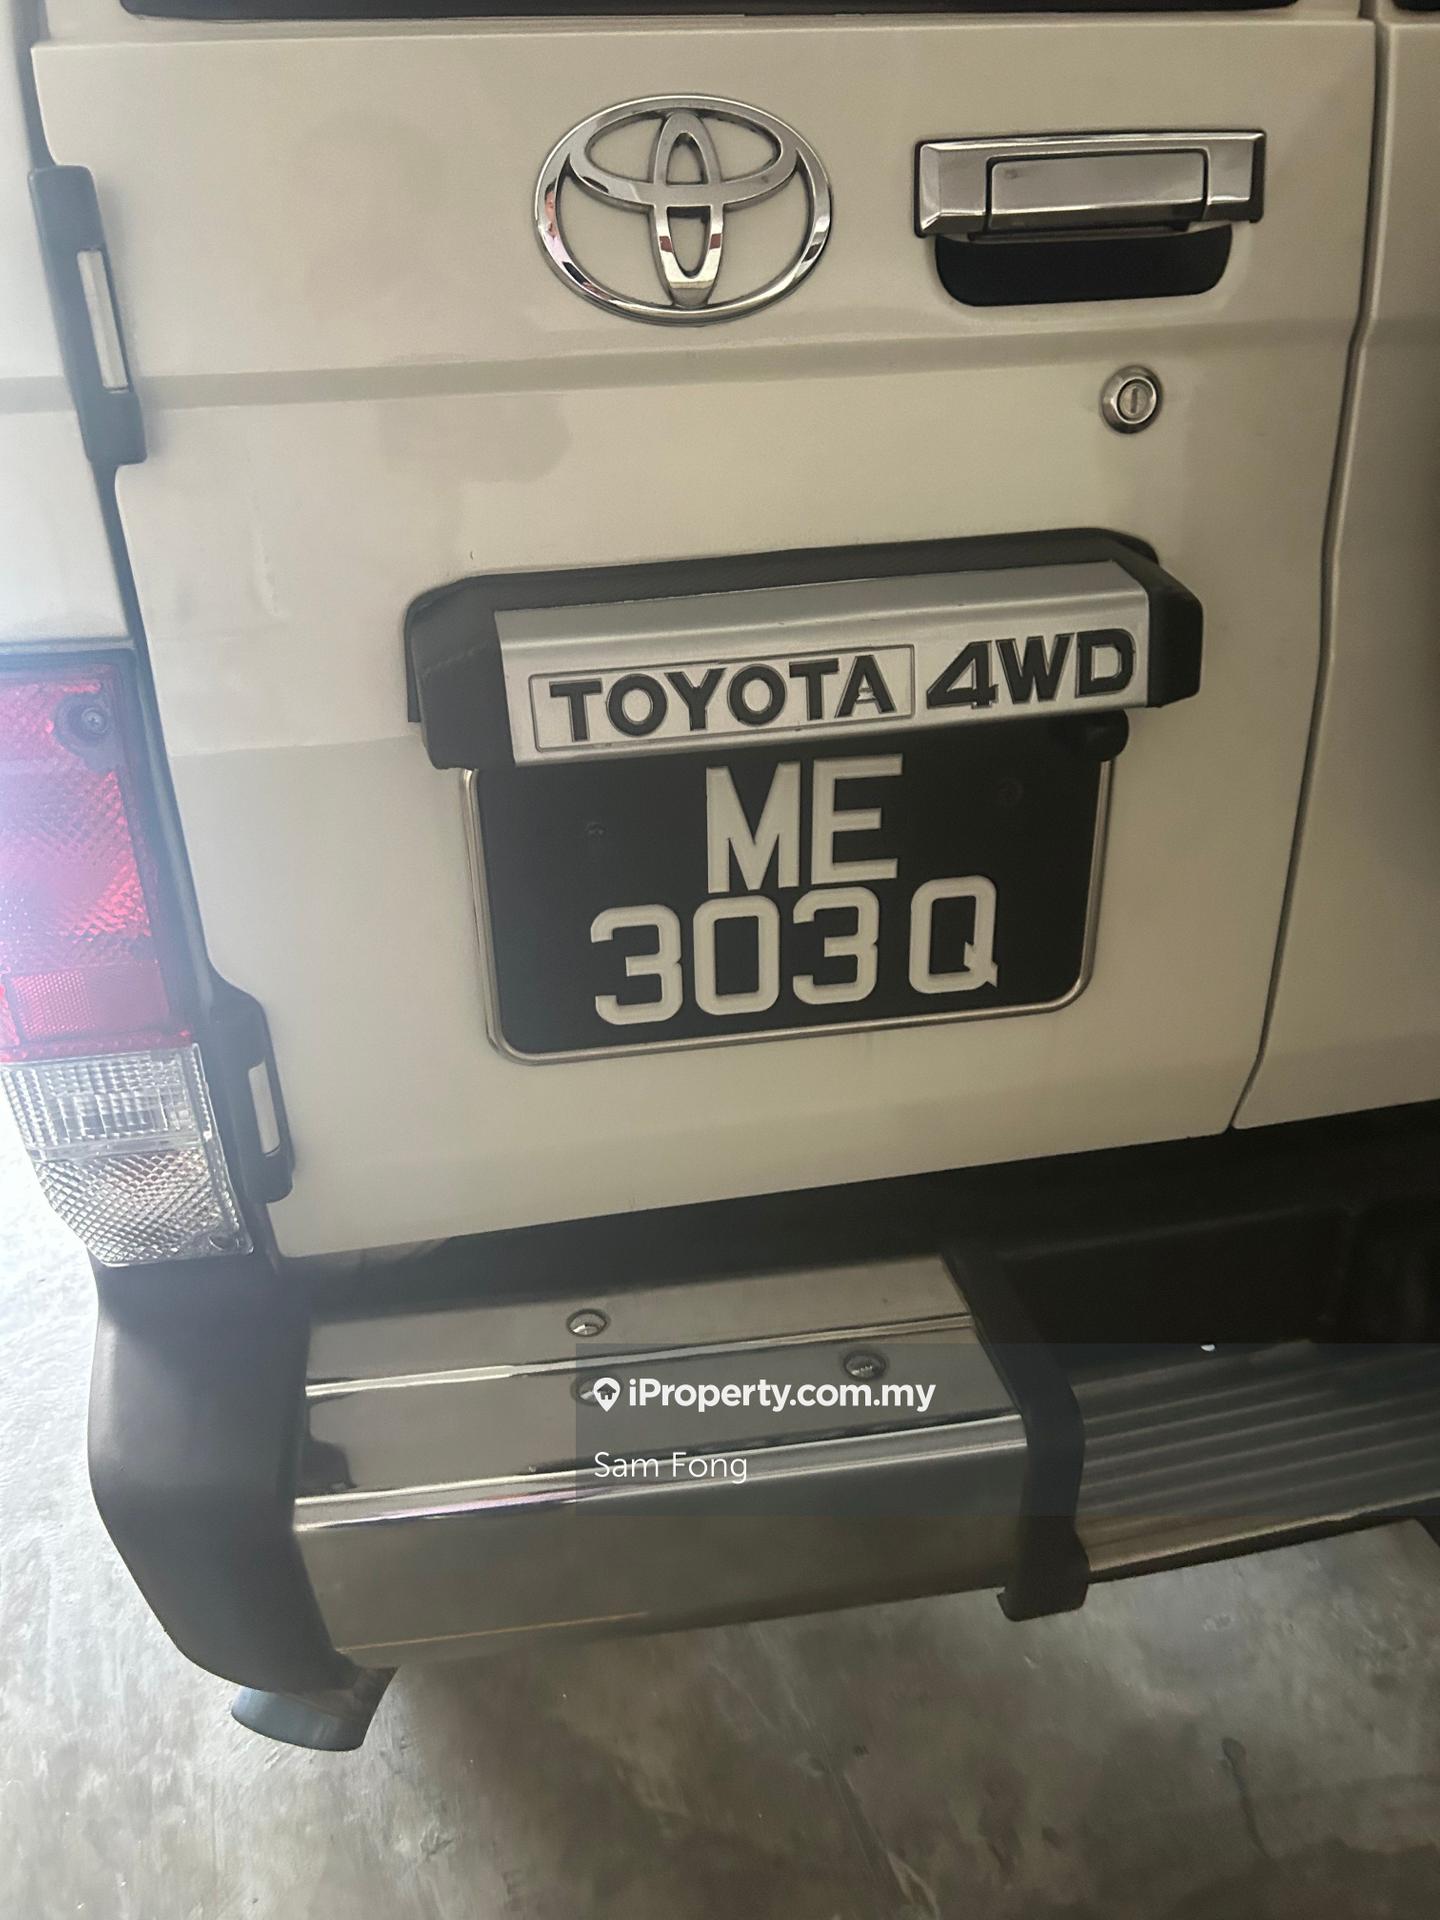 TOYOTA 4WD
ME
303Q
iProperty.com.my
Sam Fong